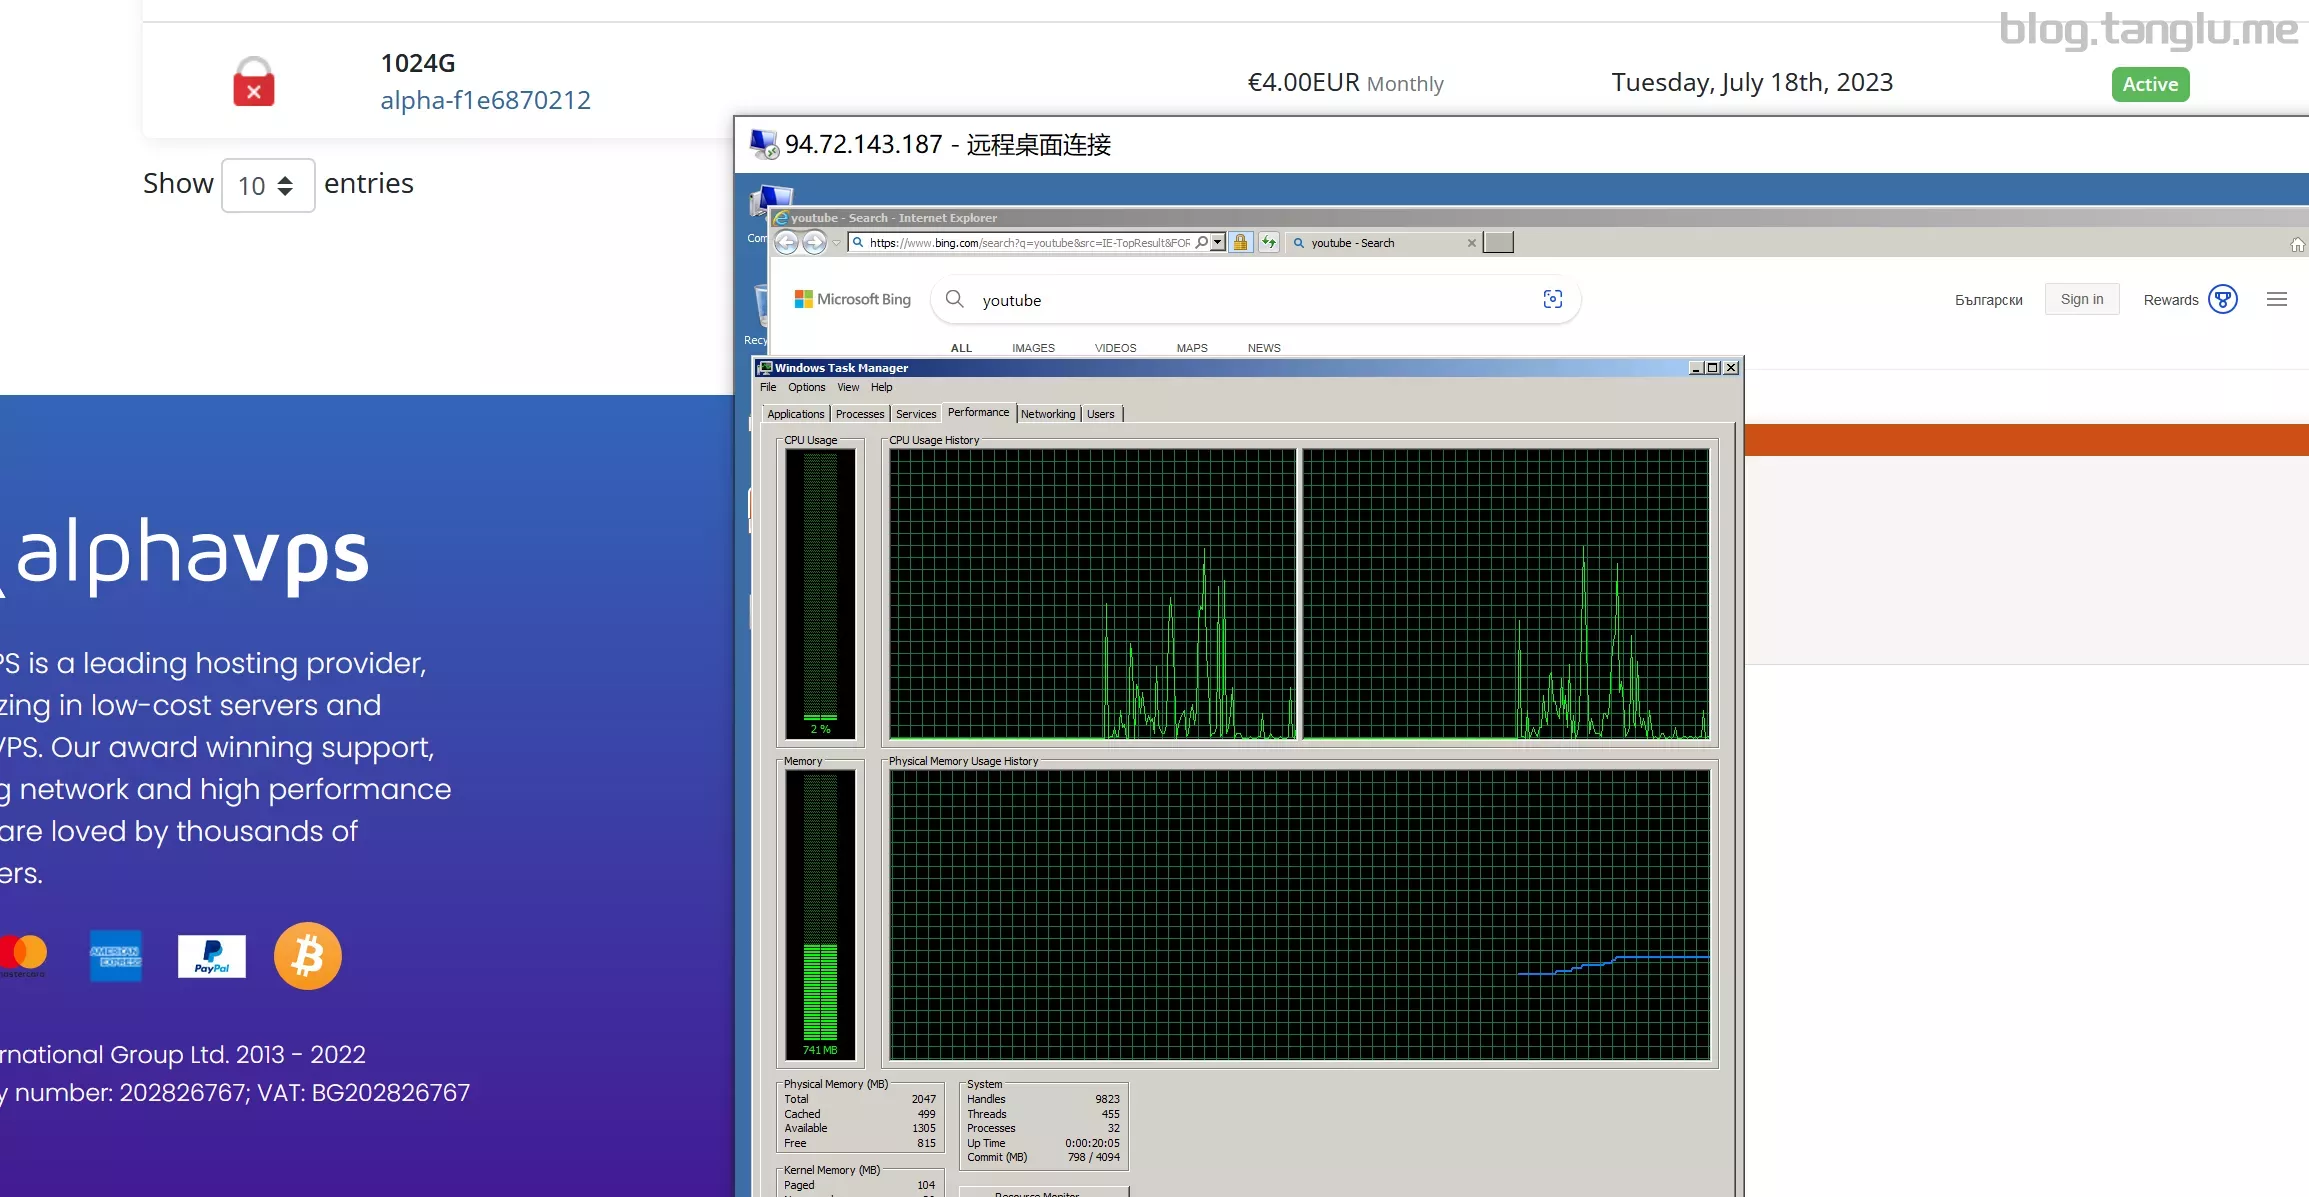 blog.tanglu.me
1024G
alpha-f1e6870212
€4.00EUR Monthly
Tuesday, July 18th, 2023
Active
Show 10 entries
94.72.143.187 - 远程桌面连接
youtube - Search - Internet Explorer
https://www.bing.com/search?q=youtube&src=IE-TopResult&FOR
youtube - Search
Microsoft Bing
youtube
Български
Sign in
Rewards
ALL IMAGES VIDEOS MAPS NEWS
Windows Task Manager
File Options View Help
Applications Processes Services Performance Networking Users
CPU Usage
CPU Usage History
2 %
Memory
Physical Memory Usage History
741 MB
Physical Memory (MB)
Total 2047
Cached 499
Available 1305
Free 815
System
Handles 9823
Threads 455
Processes 32
Up Time 0:00:20:05
Commit (MB) 798 / 4094
Kernel Memory (MB)
Paged 104
alphavps
PS is a leading hosting provider,
zing in low-cost servers and
VPS. Our award winning support,
g network and high performance
are loved by thousands of
ers.
AMERICAN
EXPRESS
PayPal
rnational Group Ltd. 2013 - 2022
y number: 202826767; VAT: BG202826767